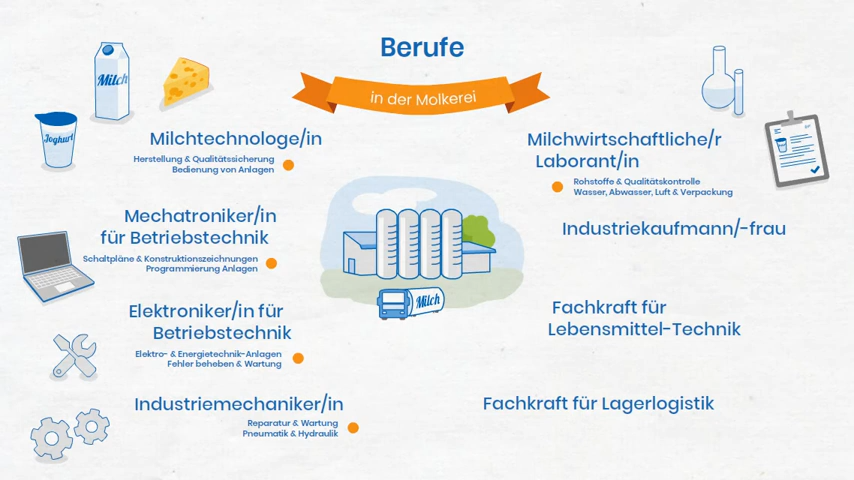 Berufe
in der Molkerei
Milch
Joghurt
Milchtechnologe/in
Herstellung & Qualitätssicherung
Bedienung von Anlagen
Mechatroniker/in
für Betriebstechnik
Schaltpläne & Konstruktionszeichnungen
Programmierung Anlagen
Elektroniker/in für
Betriebstechnik
Elektro- & Energietechnik-Anlagen
Fehler beheben & Wartung
Industriemechaniker/in
Reparatur & Wartung
Pneumatik & Hydraulik
Milch
Milchwirtschaftliche/r
Laborant/in
Rohstoffe & Qualitätskontrolle
Wasser, Abwasser, Luft & Verpackung
Industriekaufmann/-frau
Fachkraft für
Lebensmittel-Technik
Fachkraft für Lagerlogistik